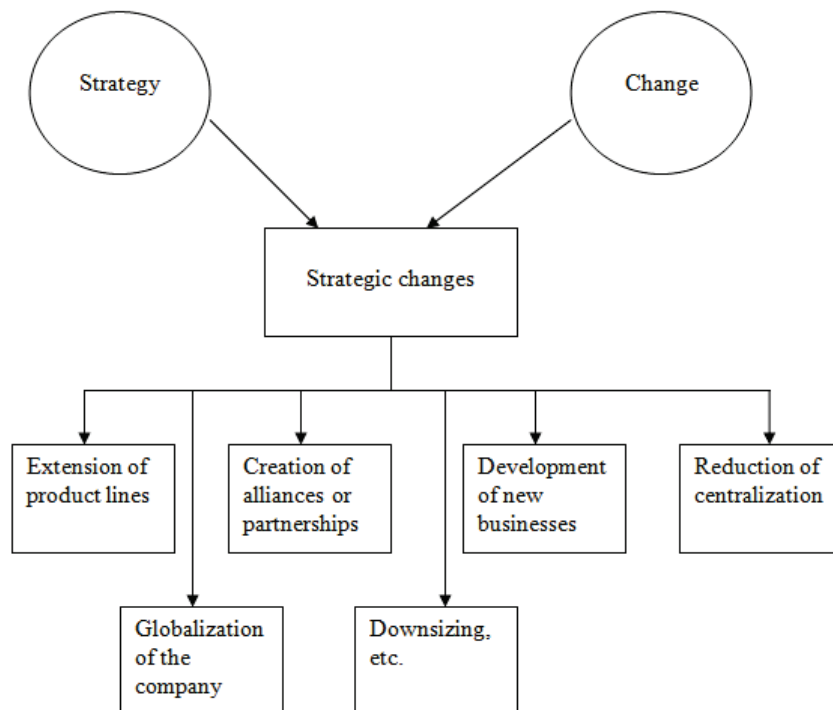 Strategy
Change
Strategic changes
Extension of
product lines
Creation of
alliances or
partnerships
Development
of new
businesses
Reduction of
centralization
Globalization
of the
company
Downsizing,
etc.